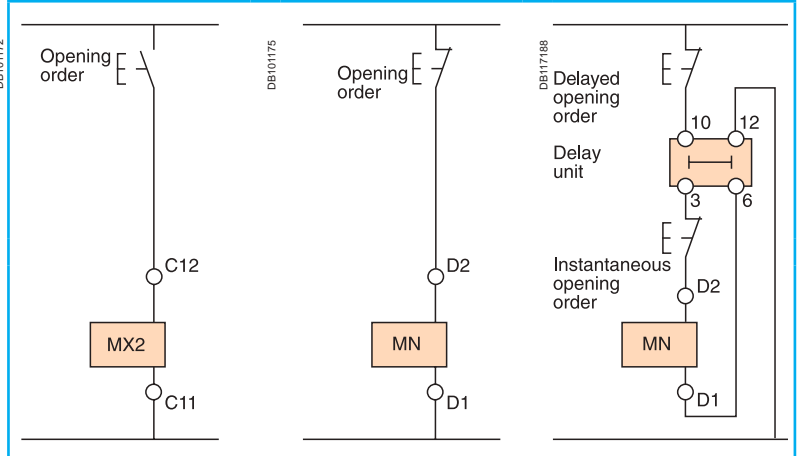 Opening
order
C12
MX2
C11
DB101175
Opening
order
D2
MN
D1
DB117188
Delayed
opening
order
10
12
Delay
unit
3
6
Instantaneous
opening
order
D2
MN
D1